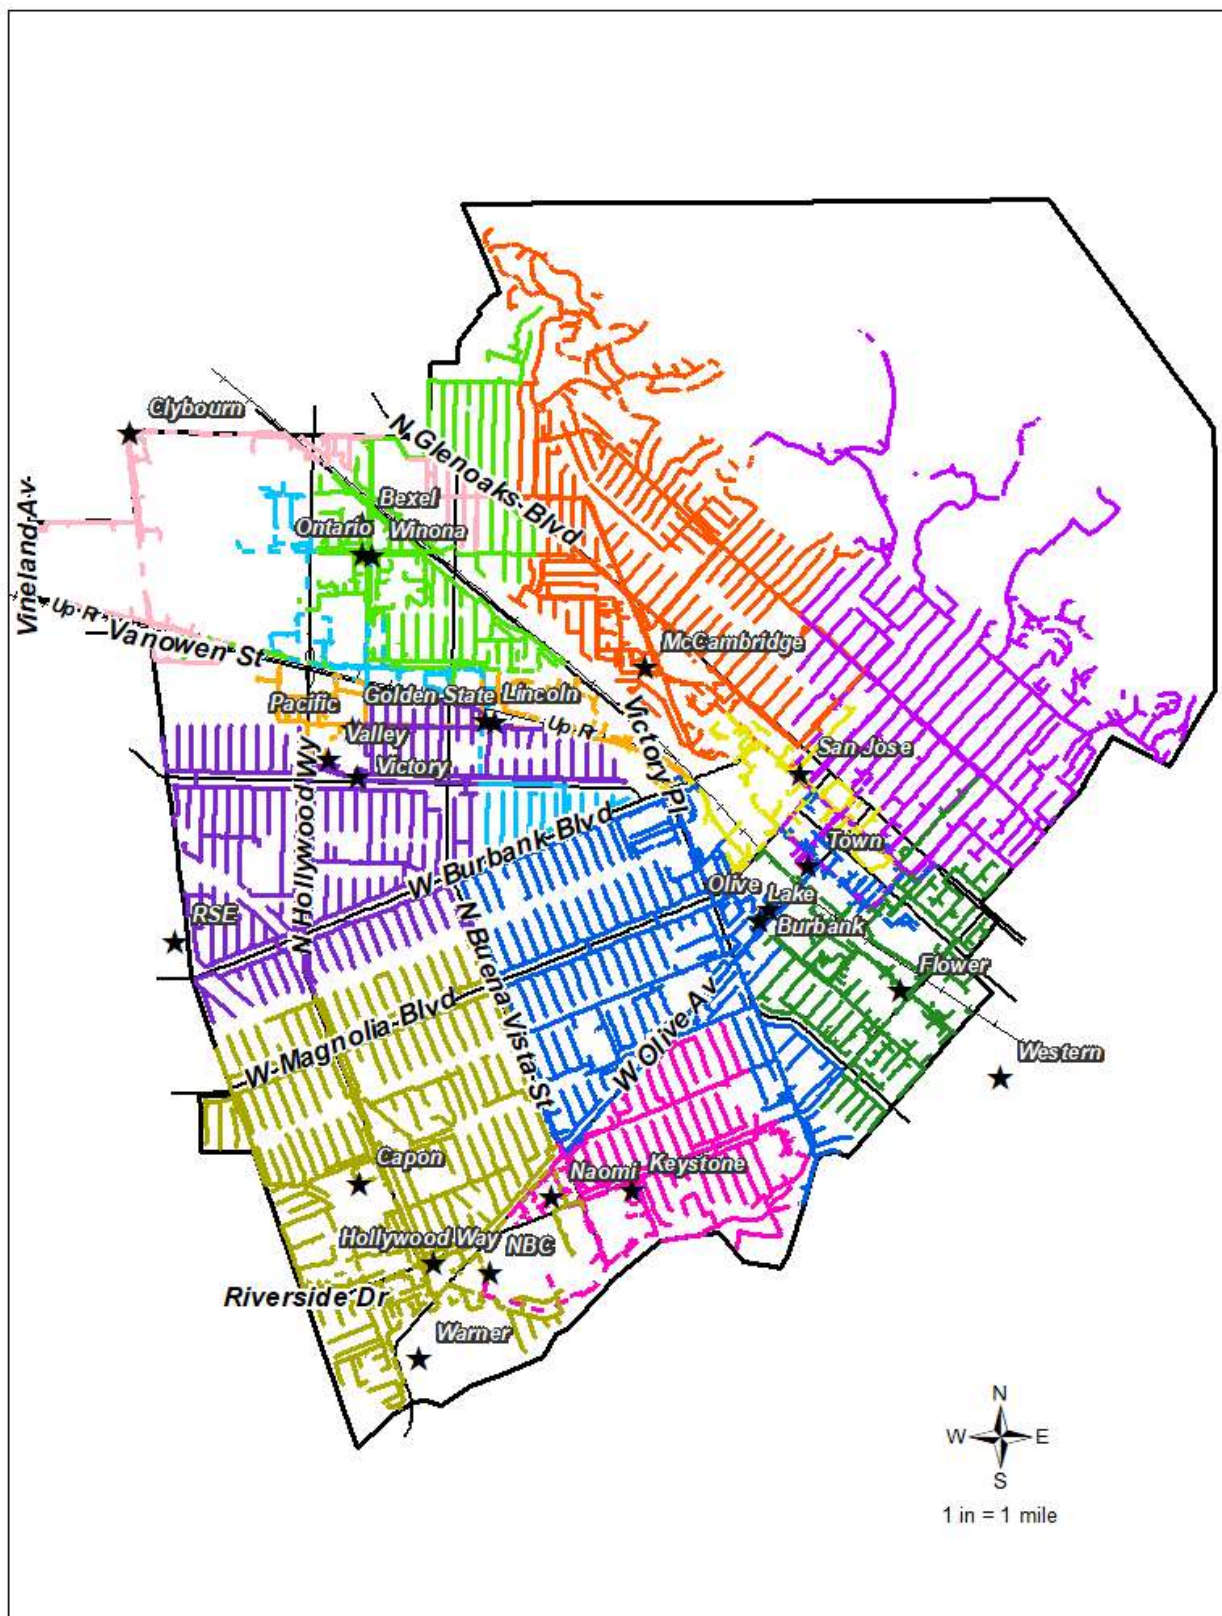 Clybourn
N Glenoaks Blvd
Bexel
Ontario
Winona
Vineland Av
Up R
Vanowen St
McCambridge
Pacific
Golden State
Lincoln
Victory Pl
Up R
Valley
San Jose
Victory
N Hollywood Wy
W Burbank Blvd
Town
Olive
Lake
RSE
Burbank
N Buena Vista St
Flower
W Olive Av
W Magnolia Blvd
Western
Capon
Naomi
Keystone
Hollywood Way
NBC
Riverside Dr
Warner
N
W
E
S
1 in = 1 mile